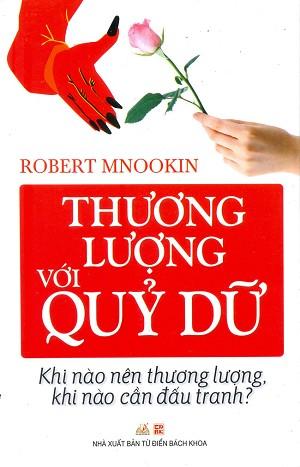 ROBERT MNOOKIN
THƯƠNG
LƯỢNG
VỚI
QUỶ DỮ
Khi nào nên thương lượng,
khi nào cần đấu tranh?
NHÀ XUẤT BẢN TỪ ĐIỂN BÁCH KHOA